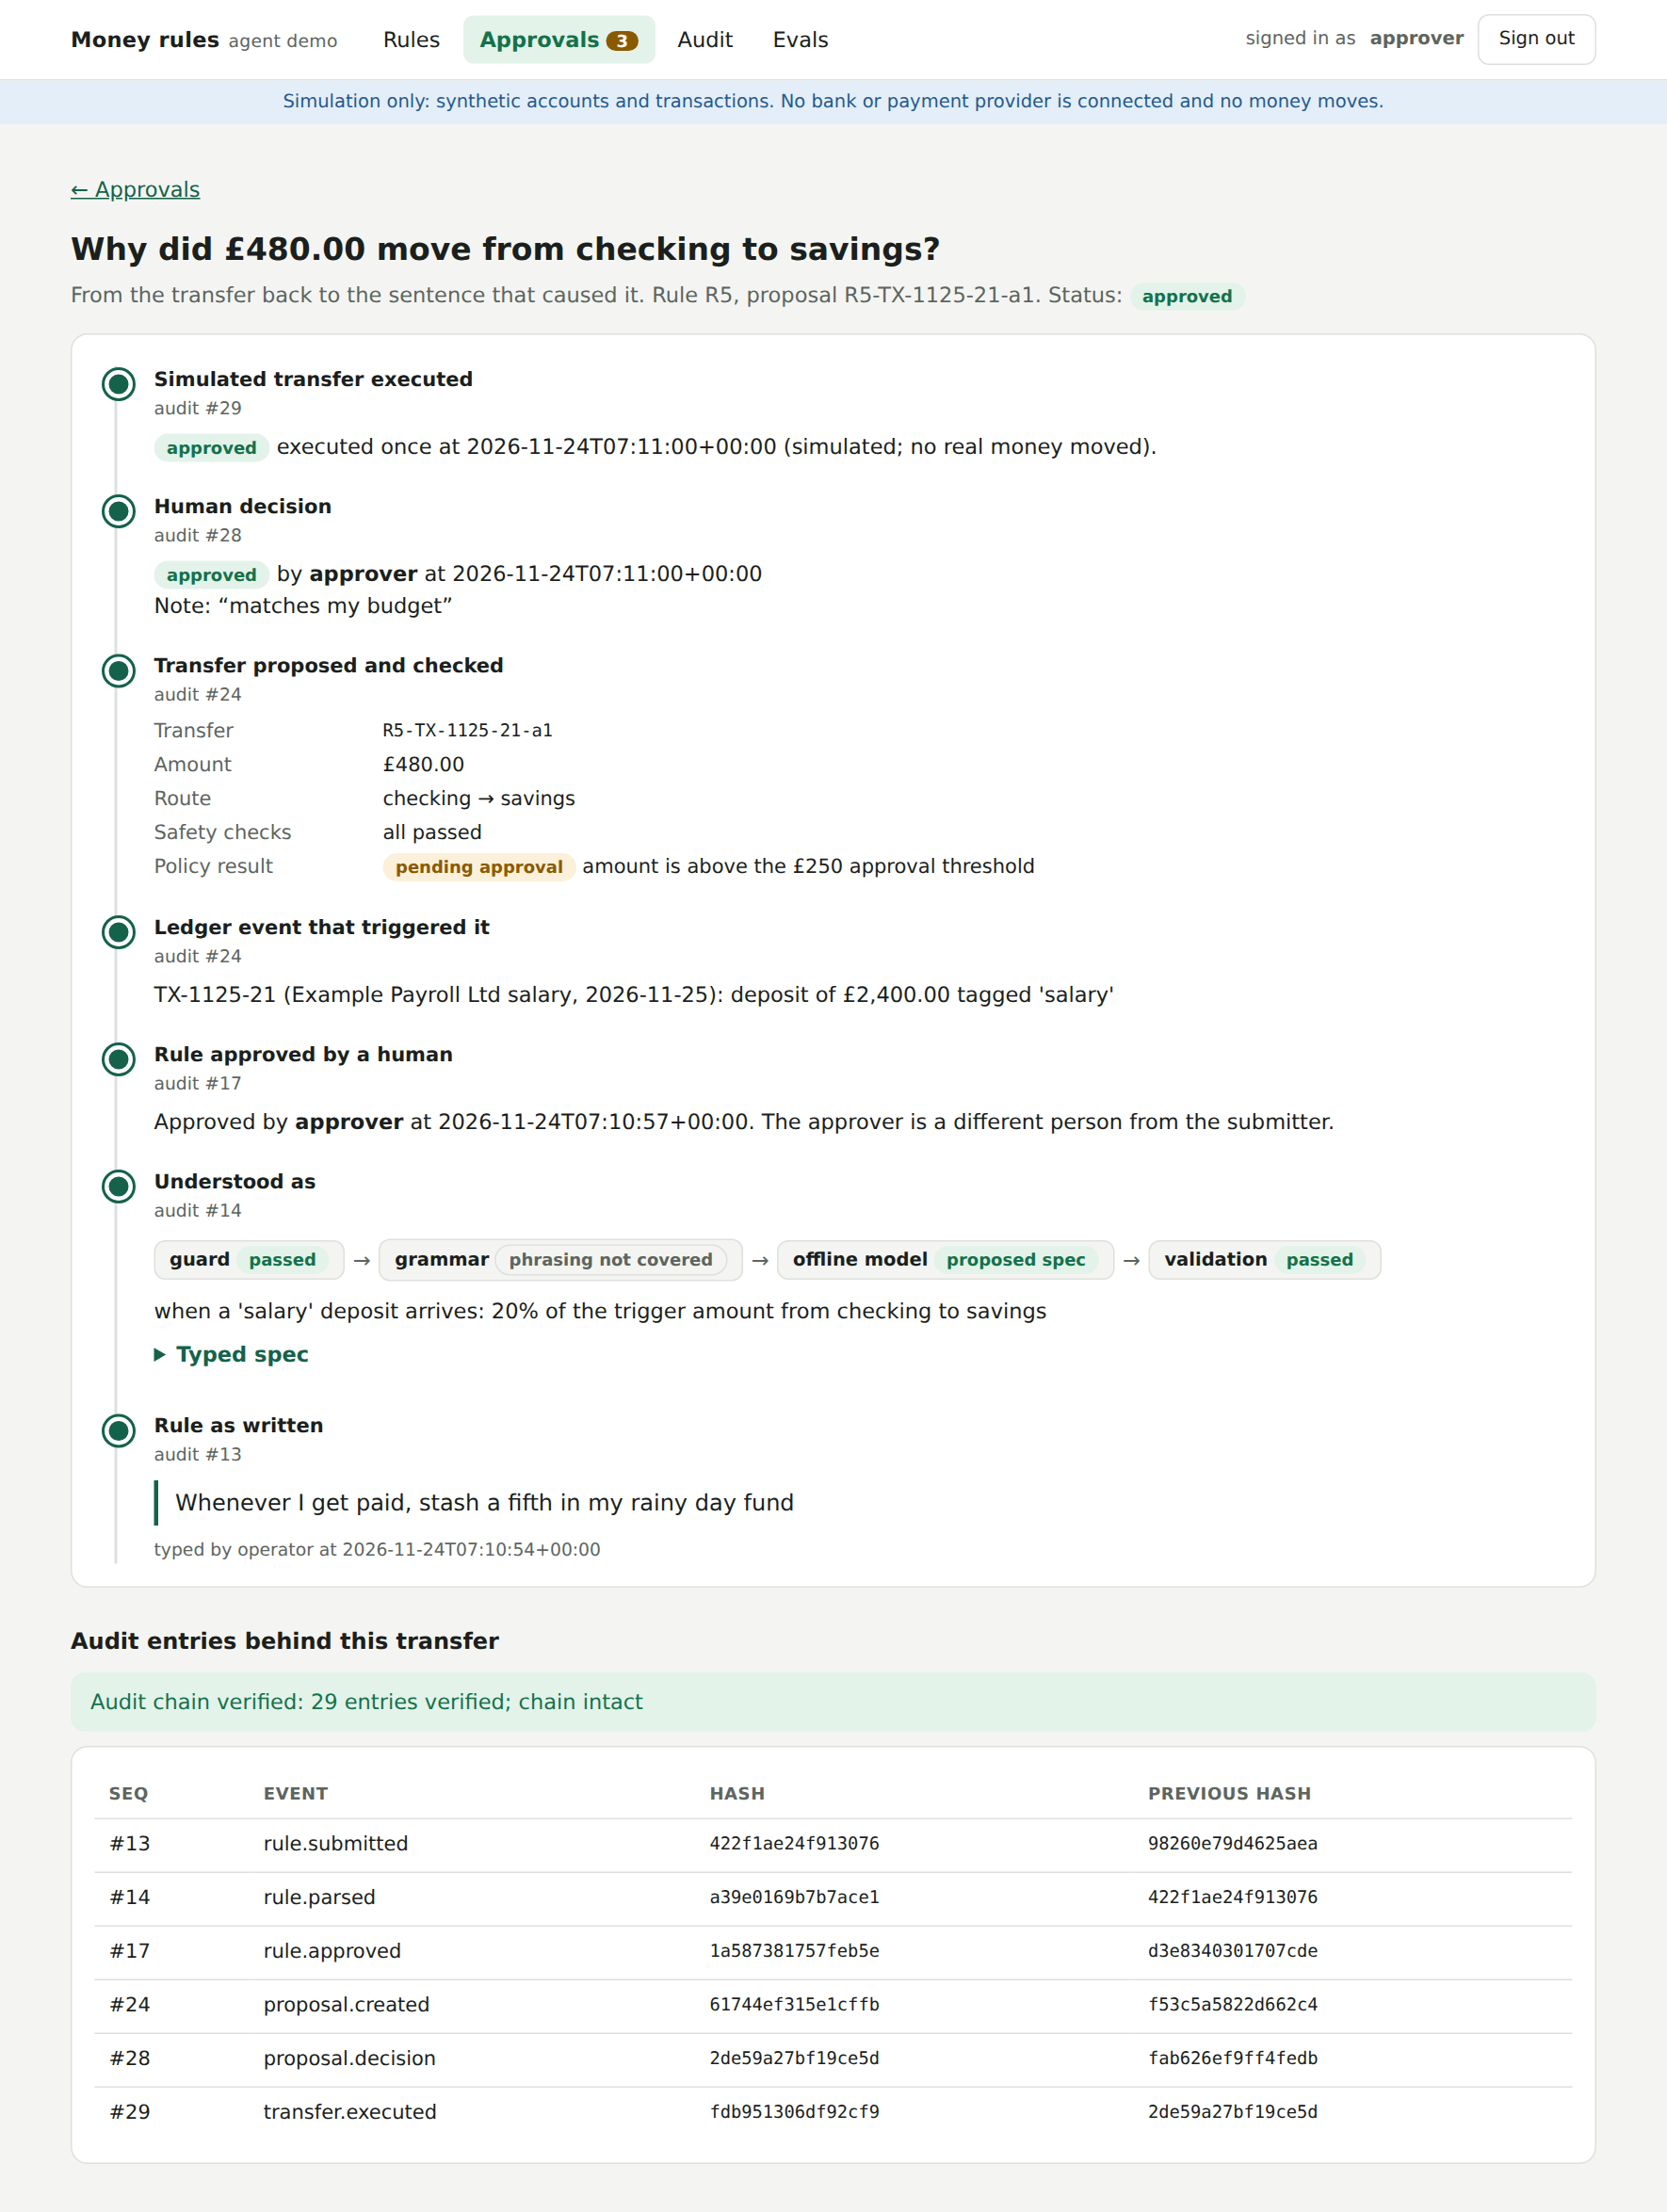 Money rules agent demo Rules Approvals 3 Audit Evals signed in as approver Sign out
Simulation only: synthetic accounts and transactions. No bank or payment provider is connected and no money moves.
← Approvals
Why did £480.00 move from checking to savings?
From the transfer back to the sentence that caused it. Rule R5, proposal R5-TX-1125-21-a1. Status: approved
Simulated transfer executed
audit #29
approved executed once at 2026-11-24T07:11:00+00:00 (simulated; no real money moved).
Human decision
audit #28
approved by approver at 2026-11-24T07:11:00+00:00
Note: “matches my budget”
Transfer proposed and checked
audit #24
Transfer R5-TX-1125-21-a1
Amount £480.00
Route checking → savings
Safety checks all passed
Policy result pending approval amount is above the £250 approval threshold
Ledger event that triggered it
audit #24
TX-1125-21 (Example Payroll Ltd salary, 2026-11-25): deposit of £2,400.00 tagged 'salary'
Rule approved by a human
audit #17
Approved by approver at 2026-11-24T07:10:57+00:00. The approver is a different person from the submitter.
Understood as
audit #14
guard passed → grammar phrasing not covered → offline model proposed spec → validation passed
when a 'salary' deposit arrives: 20% of the trigger amount from checking to savings
▶ Typed spec
Rule as written
audit #13
Whenever I get paid, stash a fifth in my rainy day fund
typed by operator at 2026-11-24T07:10:54+00:00
Audit entries behind this transfer
Audit chain verified: 29 entries verified; chain intact
SEQ EVENT HASH PREVIOUS HASH
#13 rule.submitted 422f1ae24f913076 98260e79d4625aea
#14 rule.parsed a39e0169b7b7ace1 422f1ae24f913076
#17 rule.approved 1a587381757feb5e d3e8340301707cde
#24 proposal.created 61744ef315e1cffb f53c5a5822d662c4
#28 proposal.decision 2de59a27bf19ce5d fab626ef9ff4fedb
#29 transfer.executed fdb951306df92cf9 2de59a27bf19ce5d